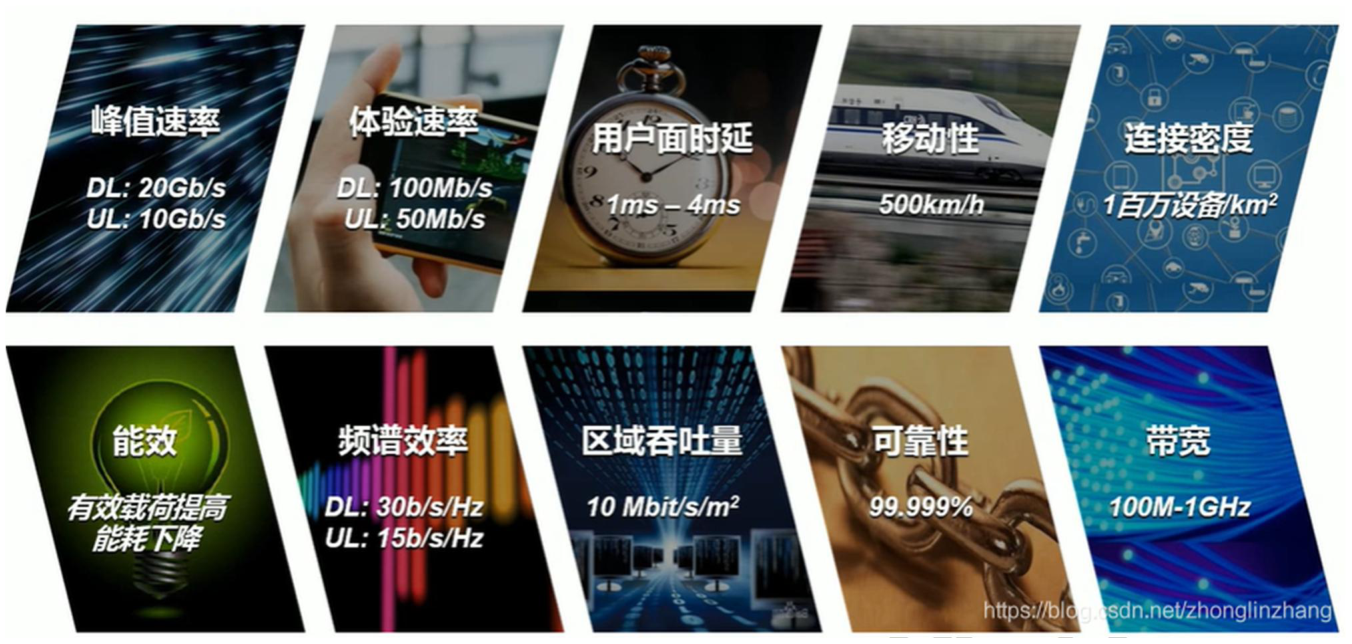 峰值速率
DL: 20Gb/s
UL: 10Gb/s
体验速率
DL: 100Mb/s
UL: 50Mb/s
用户面时延
1ms – 4ms
移动性
500km/h
连接密度
1百万设备/km²
能效
有效载荷提高
能耗下降
频谱效率
DL: 30b/s/Hz
UL: 15b/s/Hz
区域吞吐量
10 Mbit/s/m²
可靠性
99.999%
带宽
100M-1GHz
https://blog.csdn.net/zhonglinzhang